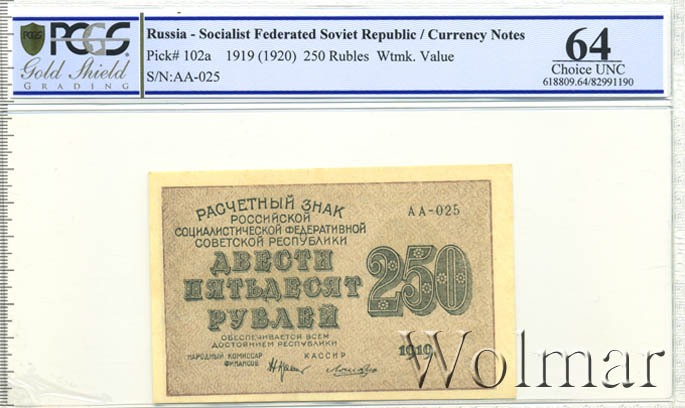 PCGS
Gold Shield
GRADING
Russia - Socialist Federated Soviet Republic / Currency Notes
Pick# 102a 1919 (1920) 250 Rubles Wtmk. Value
S/N:AA-025
64
Choice UNC
618809.64/82991190
РАСЧЕТНЫЙ ЗНАК
РОССИЙСКОЙ
СОЦИАЛИСТИЧЕСКОЙ ФЕДЕРАТИВНОЙ
СОВЕТСКОЙ РЕСПУБЛИКИ
ДВЕСТИ
ПЯТЬДЕСЯТ
РУБЛЕЙ
ОБЕСПЕЧИВАЕТСЯ ВСЕМ
ДОСТОЯНИЕМ РЕСПУБЛИКИ
НАРОДНЫЙ КОМИССАР
ФИНАНСОВ
КАССИР
АА-025
250
1919
Wolmar